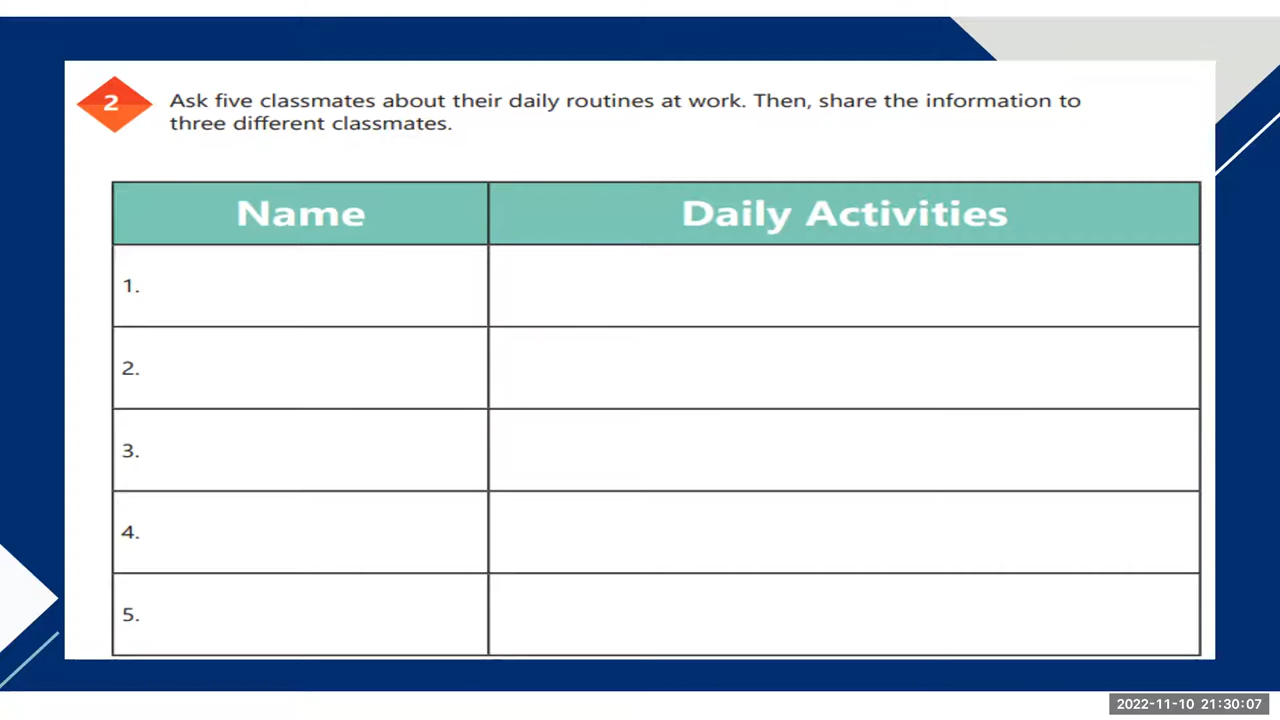 2
Ask five classmates about their daily routines at work. Then, share the information to
three different classmates.
Name
Daily Activities
1.
2.
3.
4.
5.
2022-11-10 21:30:07